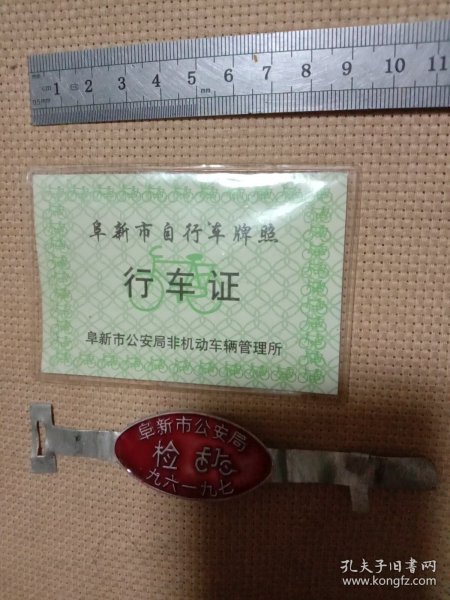 cm 1 2 3 4 5 6 7 8 9 10 11
mm
阜新市自行车牌照
行车证
阜新市公安局非机动车辆管理所
阜新市公安局
检验
九六一九七
孔夫子旧书网
www.kongfz.com